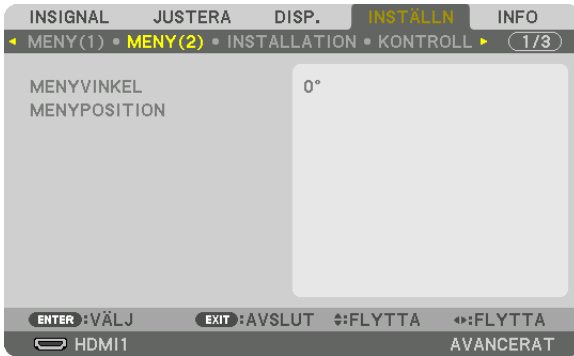 INSIGNAL JUSTERA DISP. INSTÄLLN INFO
MENY(1) • MENY(2) • INSTALLATION • KONTROLL 1/3
MENYVINKEL 0°
MENYPOSITION
ENTER :VÄLJ EXIT :AVSLUT :FLYTTA :FLYTTA
HDMI1 AVANCERAT